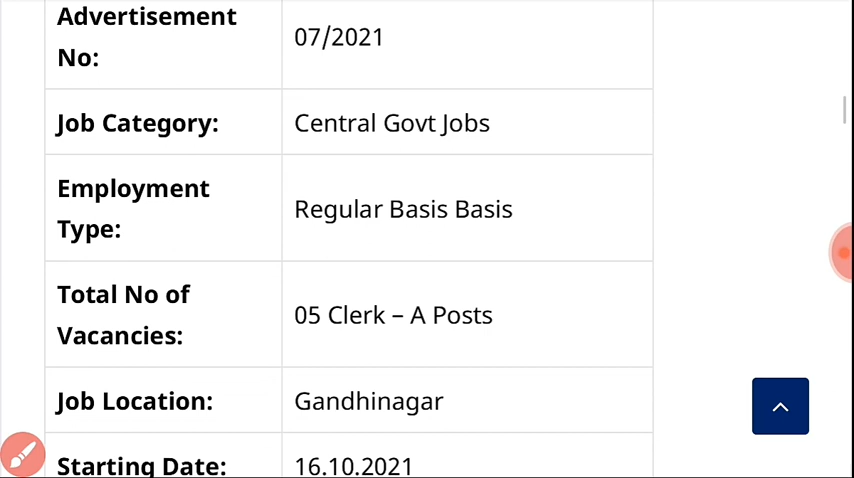 Advertisement
No:
07/2021
Job Category:
Central Govt Jobs
Employment
Type:
Regular Basis Basis
Total No of
Vacancies:
05 Clerk – A Posts
Job Location:
Gandhinagar
Starting Date:
16.10.2021